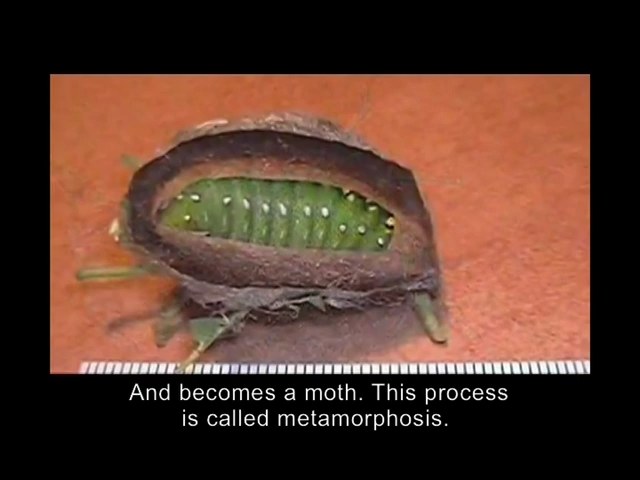 And becomes a moth. This process
is called metamorphosis.